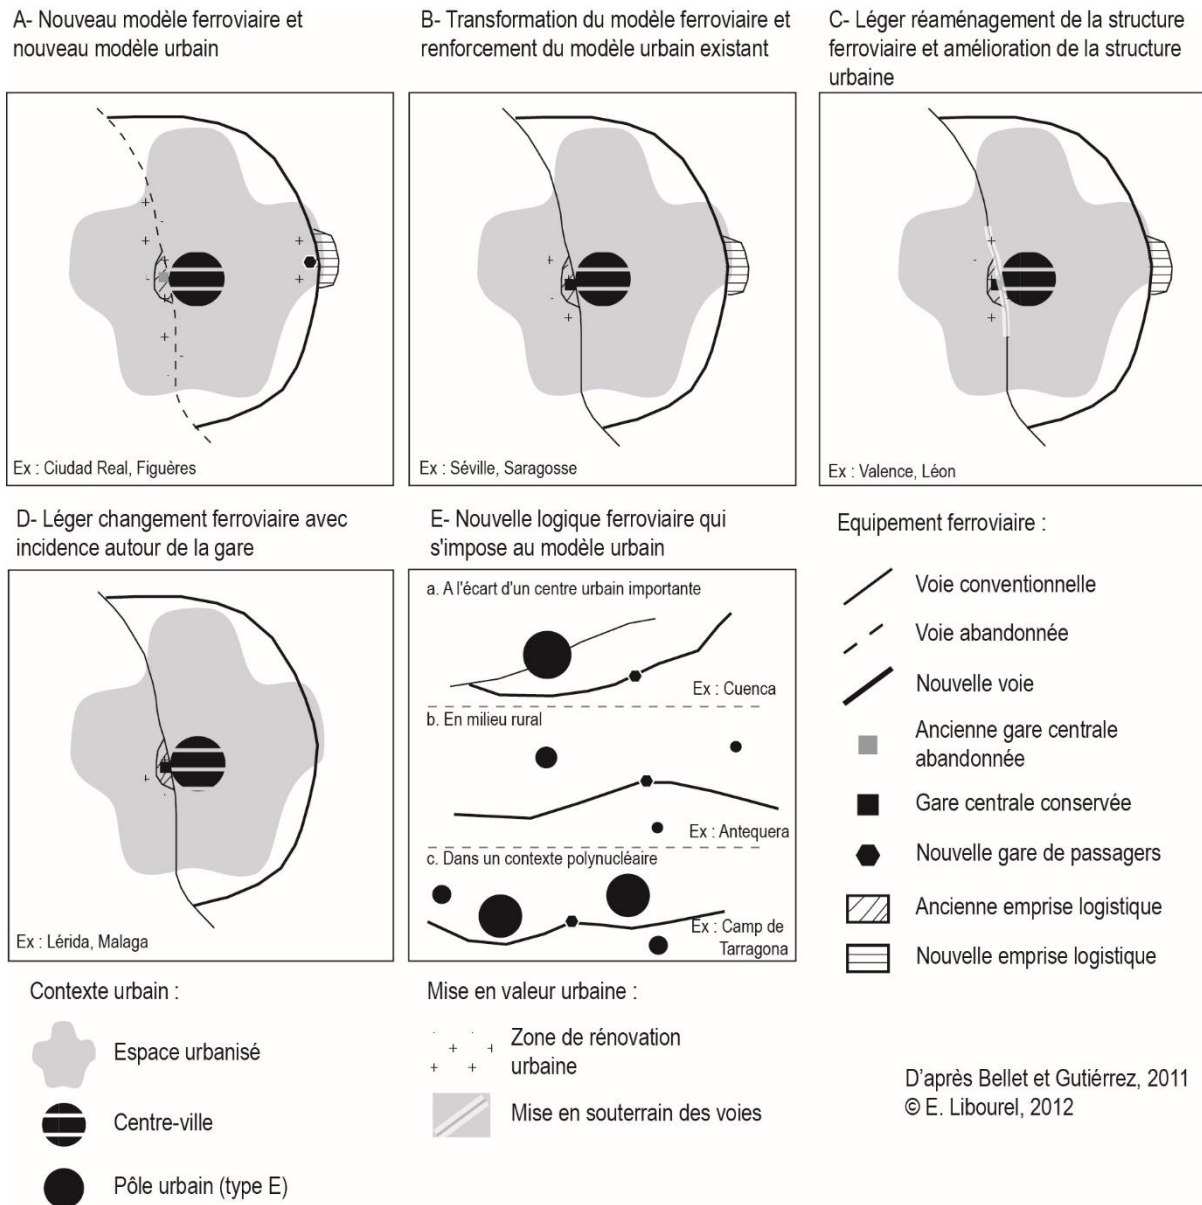 A- Nouveau modèle ferroviaire et
nouveau modèle urbain
B- Transformation du modèle ferroviaire et
renforcement du modèle urbain existant
C- Léger réaménagement de la structure
ferroviaire et amélioration de la structure
urbaine
Ex : Ciudad Real, Figuères
Ex : Séville, Saragosse
Ex : Valence, Léon
D- Léger changement ferroviaire avec
incidence autour de la gare
E- Nouvelle logique ferroviaire qui
s'impose au modèle urbain
Ex : Lérida, Malaga
a. A l'écart d'un centre urbain importante
Ex : Cuenca
b. En milieu rural
Ex : Antequera
c. Dans un contexte polynucléaire
Ex : Camp de
Tarragona
Equipement ferroviaire :
Voie conventionnelle
Voie abandonnée
Nouvelle voie
Ancienne gare centrale
abandonnée
Gare centrale conservée
Nouvelle gare de passagers
Ancienne emprise logistique
Nouvelle emprise logistique
Contexte urbain :
Espace urbanisé
Centre-ville
Pôle urbain (type E)
Mise en valeur urbaine :
Zone de rénovation
urbaine
Mise en souterrain des voies
D'après Bellet et Gutiérrez, 2011
© E. Libourel, 2012